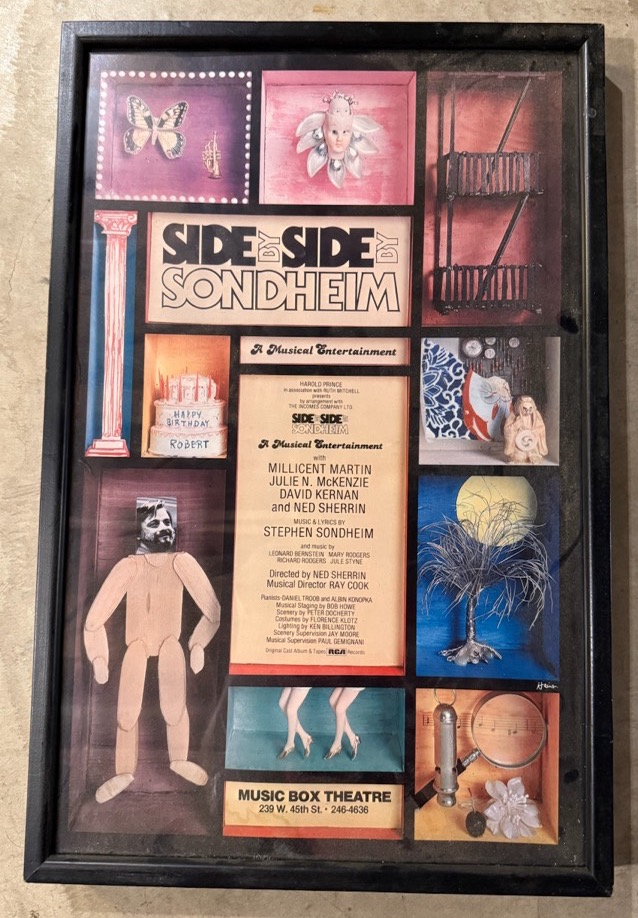 SIDE BY SIDE BY
SONDHEIM
A Musical Entertainment
HAPPY
BIRTHDAY
ROBERT
HAROLD PRINCE
in association with RUTH MITCHELL
presents
by arrangement with
THE INCOMES COMPANY LTD.
SIDE BY SIDE BY
SONDHEIM
A Musical Entertainment
with
MILLICENT MARTIN
JULIE N. McKENZIE
DAVID KERNAN
and NED SHERRIN
MUSIC & LYRICS BY
STEPHEN SONDHEIM
and music by
LEONARD BERNSTEIN MARY RODGERS
RICHARD RODGERS JULE STYNE
Directed by NED SHERRIN
Musical Director RAY COOK
Pianists-DANIEL TROOB and ALBIN KONOPKA
Musical Staging by BOB HOWE
Scenery by PETER DOCHERTY
Costumes by FLORENCE KLOTZ
Lighting by KEN BILLINGTON
Scenery Supervision JAY MOORE
Musical Supervision PAUL GEMIGNANI
Original Cast Album & Tapes RCA Records
MUSIC BOX THEATRE
239 W. 45th St. • 246-4636